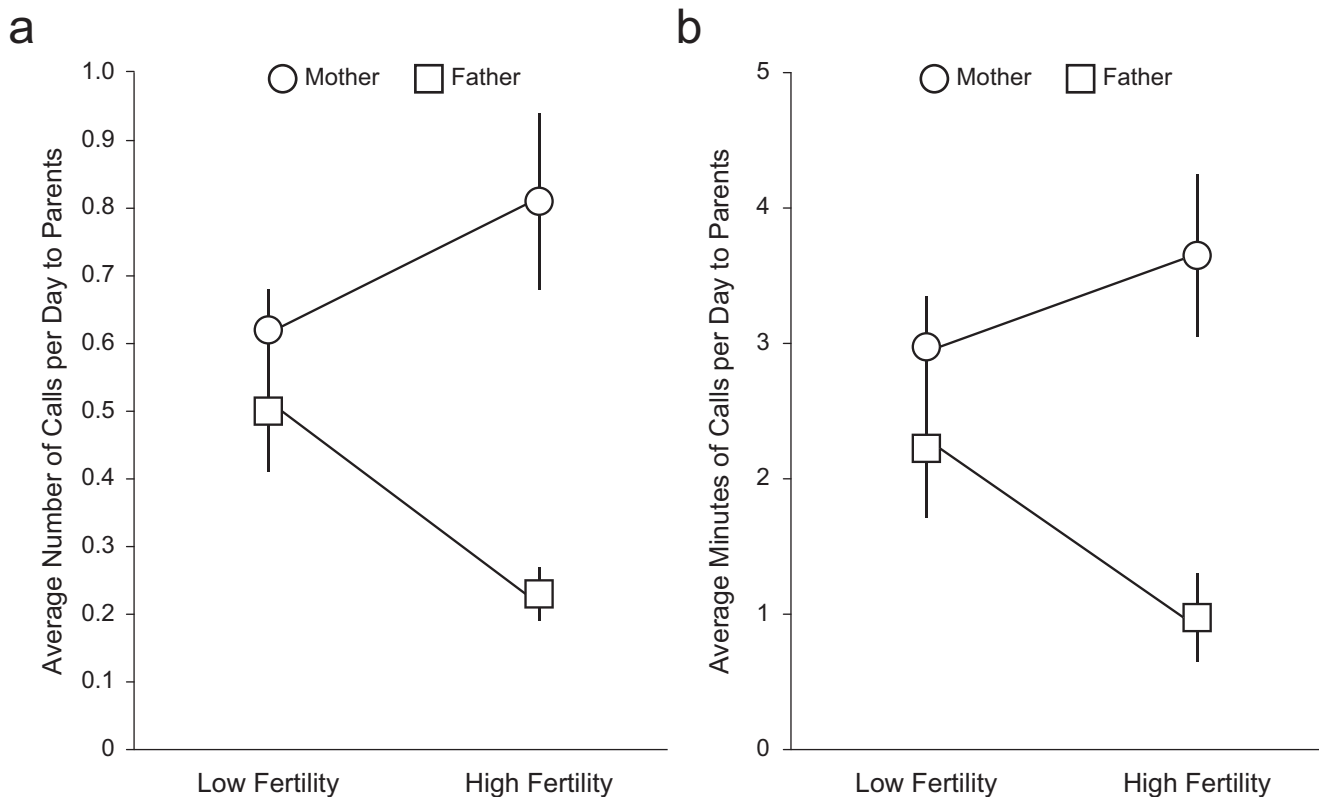 a
Mother Father
Average Number of Calls per Day to Parents
1.0
0.9
0.8
0.7
0.6
0.5
0.4
0.3
0.2
0.1
0
Low Fertility High Fertility
b
Mother Father
Average Minutes of Calls per Day to Parents
5
4
3
2
1
0
Low Fertility High Fertility